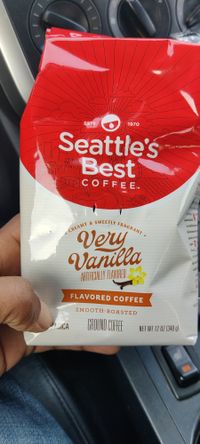 ESTD 1970
Seattle's
Best
COFFEE.
CREAMY & SWEETLY FRAGRANT
Very
Vanilla
ARTIFICIALLY FLAVORED
FLAVORED COFFEE
SMOOTH-ROASTED
GROUND COFFEE
NET WT 12 OZ (340 g)